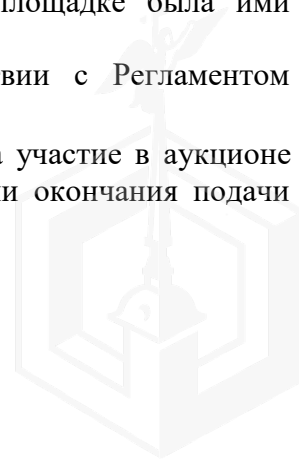 площадке была ими
вии с Регламентом
участие в аукционе
и окончания подачи